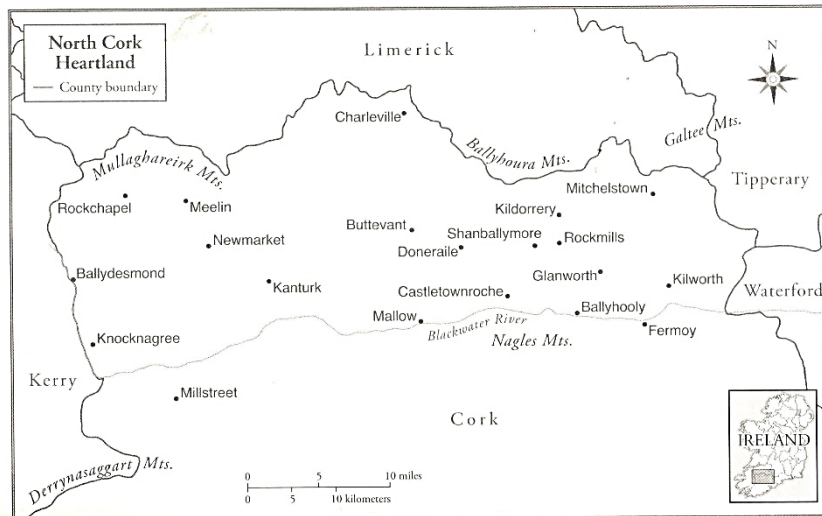 North Cork
Heartland
County boundary
Limerick
N
Charleville
Ballyhoura Mts.
Galtee Mts.
Mullaghareirk Mts.
Mitchelstown
Tipperary
Rockchapel
Meelin
Kildorrery
Buttevant
Shanballymore
Rockmills
Newmarket
Doneraile
Ballydesmond
Glanworth
Kilworth
Kanturk
Castletownroche
Waterford
Mallow
Blackwater River
Ballyhooly
Fermoy
Knocknagree
Nagles Mts.
Kerry
Millstreet
Cork
IRELAND
Derrynasaggart Mts.
0 5 10 miles
0 5 10 kilometers